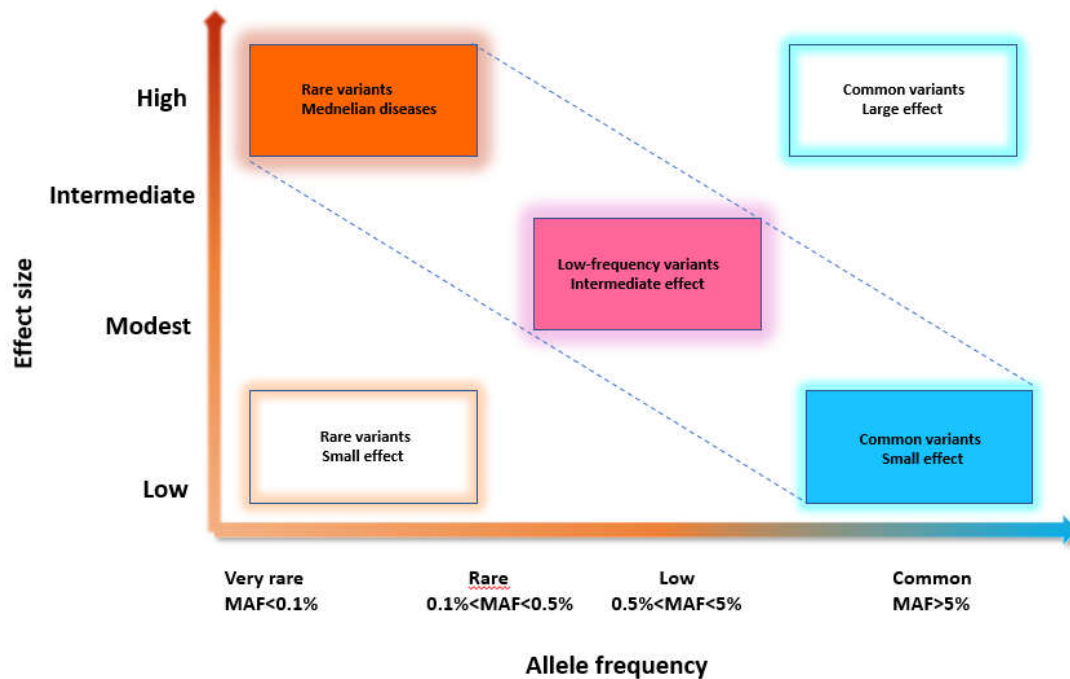 High
Rare variants
Mednelian diseases
Common variants
Large effect
Intermediate
Low-frequency variants
Intermediate effect
Effect size
Modest
Rare variants
Small effect
Common variants
Small effect
Low
Very rare
MAF<0.1%
Rare
0.1%<MAF<0.5%
Low
0.5%<MAF<5%
Common
MAF>5%
Allele frequency